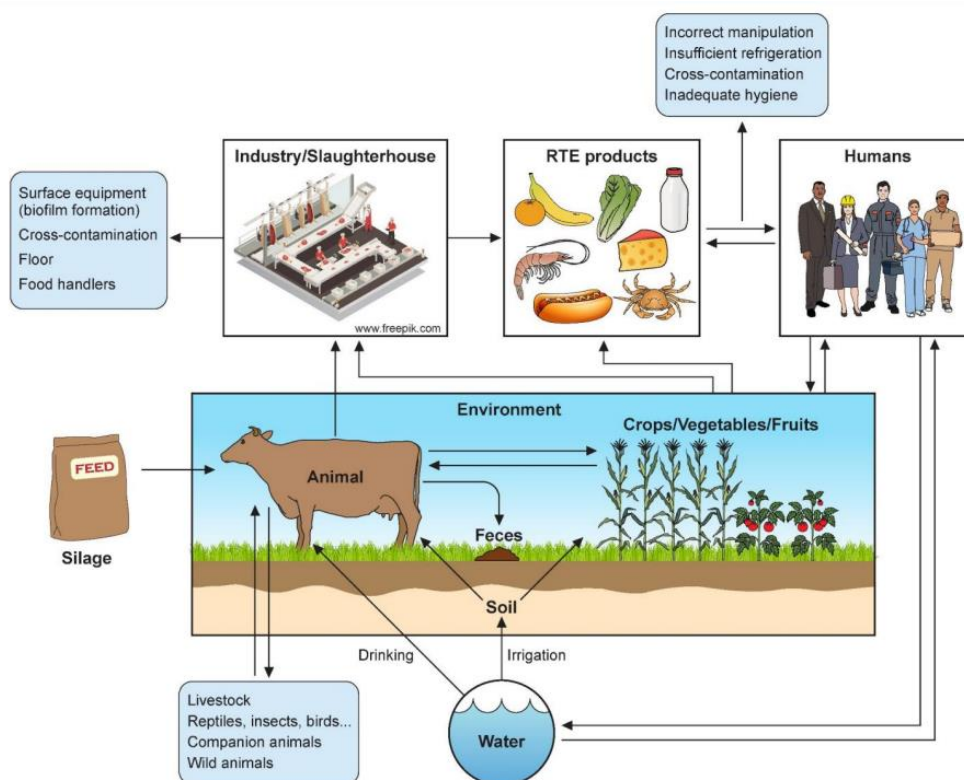 Incorrect manipulation
Insufficient refrigeration
Cross-contamination
Inadequate hygiene
Industry/Slaughterhouse
RTE products
Humans
Surface equipment
(biofilm formation)
Cross-contamination
Floor
Food handlers
www.freepik.com
Environment
Crops/Vegetables/Fruits
FEED
Animal
Feces
Silage
Soil
Drinking
Irrigation
Livestock
Reptiles, insects, birds...
Companion animals
Wild animals
Water